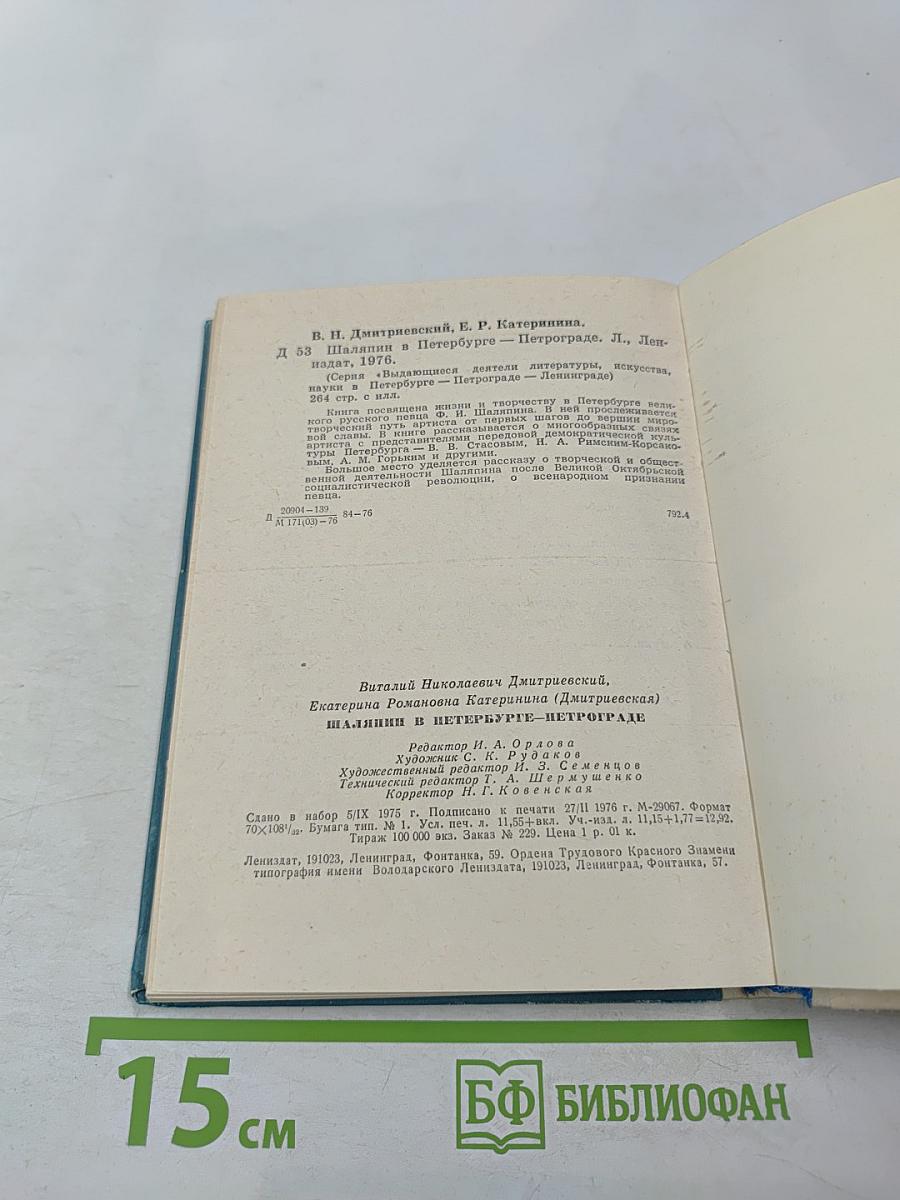 В. Н. Дмитриевский, Е. Р. Катеринина.
Д 53 Шаляпин в Петербурге — Петрограде. Л., Лен-
издат, 1976.
(Серия «Выдающиеся деятели литературы, искусства,
науки в Петербурге — Петрограде — Ленинграде)
264 стр. с илл.
Книга посвящена жизни и творчеству в Петербурге вели-
кого русского певца Ф. И. Шаляпина. В ней прослеживается
творческий путь артиста от первых шагов до вершин миро-
вой славы. В книге рассказывается о многообразных связях
артиста с представителями передовой демократической куль-
туры Петербурга — В. В. Стасовым, Н. А. Римским-Корсако-
вым, А. М. Горьким и другими.
Большое место уделяется рассказу о творческой и общест-
венной деятельности Шаляпина после Великой Октябрьской
социалистической революции, о всенародном признании
певца.
Д 20904—139 / М 171(03)—76 84—76 792.4
Виталий Николаевич Дмитриевский,
Екатерина Романовна Катеринина (Дмитриевская)
ШАЛЯПИН В ПЕТЕРБУРГЕ—ПЕТРОГРАДЕ
Редактор И. А. Орлова
Художник С. К. Рудаков
Художественный редактор И. З. Семенцов
Технический редактор Т. А. Шермушенко
Корректор Н. Г. Ковенская
Сдано в набор 5/IX 1975 г. Подписано к печати 27/II 1976 г. М-29067. Формат
70×108¹/₃₂. Бумага тип. № 1. Усл. печ. л. 11,55+вкл. Уч.-изд. л. 11,15+1,77=12,92.
Тираж 100 000 экз. Заказ № 229. Цена 1 р. 01 к.
Лениздат, 191023, Ленинград, Фонтанка, 59. Ордена Трудового Красного Знамени
типография имени Володарского Лениздата, 191023, Ленинград, Фонтанка, 57.
15 см
БФ БИБЛИОФАН